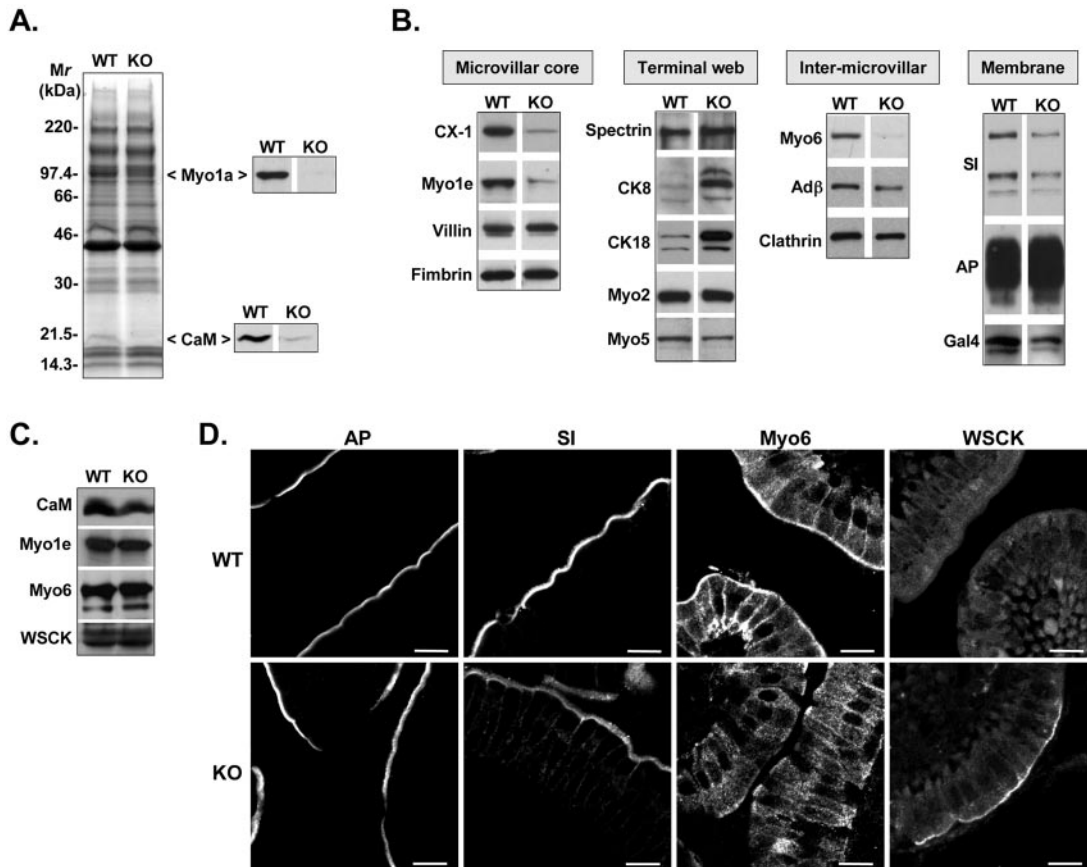 A.
WT KO
Mr
(kDa)
220-
97.4-
66-
46-
30-
21.5-
14.3-
WT KO
< Myo1a >
WT KO
< CaM >
B.
Microvillar core
WT KO
CX-1
Myo1e
Villin
Fimbrin
Terminal web
WT KO
Spectrin
CK8
CK18
Myo2
Myo5
Inter-microvillar
WT KO
Myo6
Adβ
Clathrin
Membrane
WT KO
SI
AP
Gal4
C.
WT KO
CaM
Myo1e
Myo6
WSCK
D.
AP SI Myo6 WSCK
WT
KO